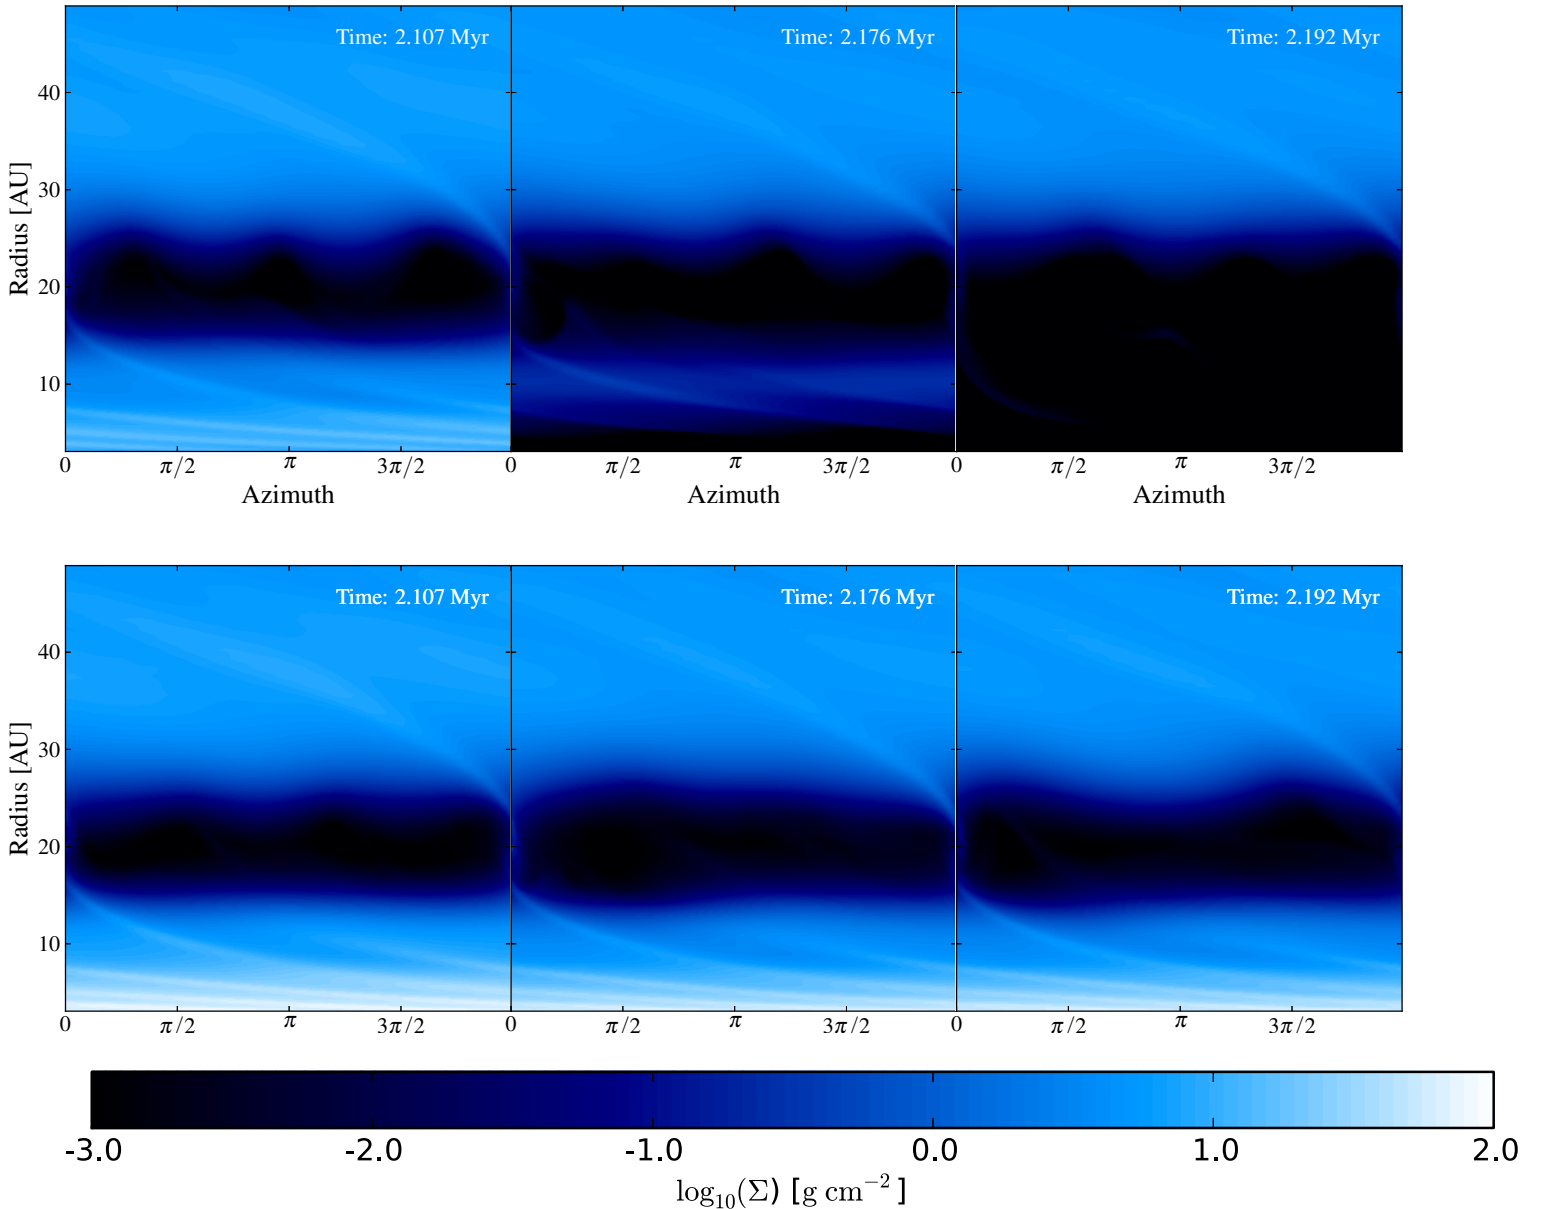 Time: 2.107 Myr Time: 2.176 Myr Time: 2.192 Myr
40
30
20
10
Radius [AU]
0 π/2 π 3π/2 0 π/2 π 3π/2 0 π/2 π 3π/2
Azimuth Azimuth Azimuth
Time: 2.107 Myr Time: 2.176 Myr Time: 2.192 Myr
40
30
20
10
Radius [AU]
0 π/2 π 3π/2 0 π/2 π 3π/2 0 π/2 π 3π/2
-3.0 -2.0 -1.0 0.0 1.0 2.0
log₁₀(Σ) [g cm⁻²]